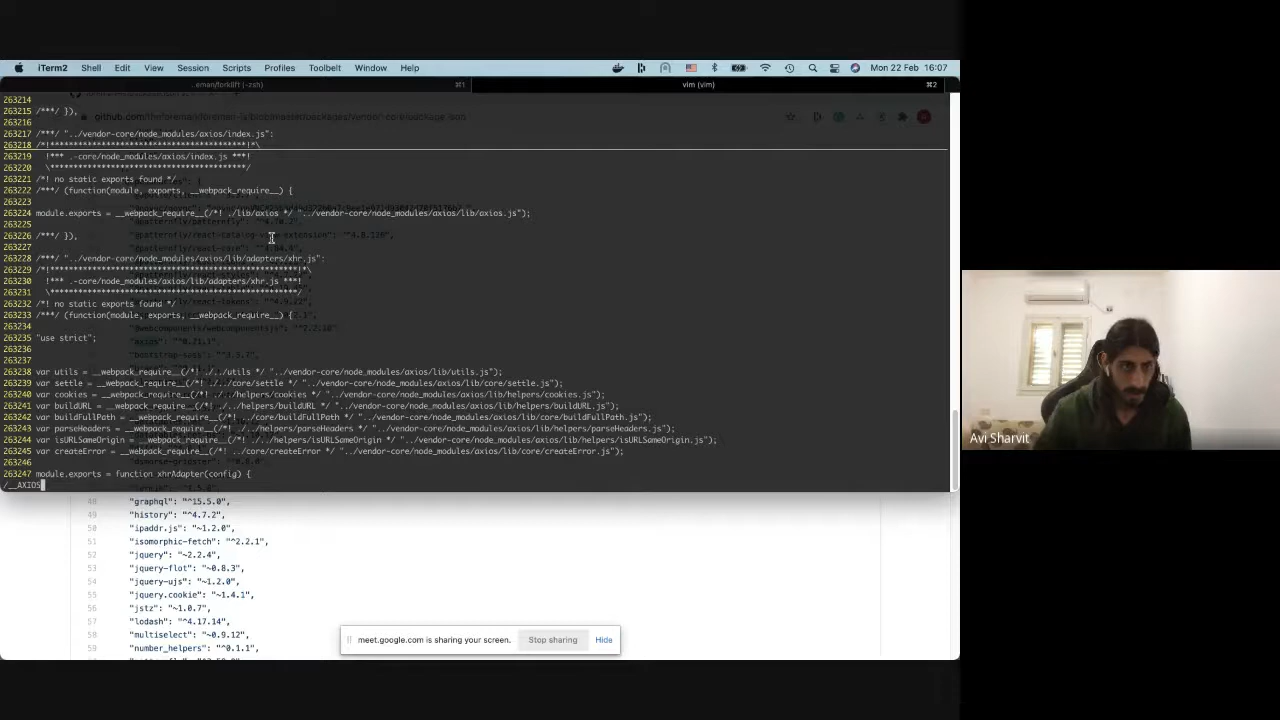 iTerm2 Shell Edit View Session Scripts Profiles Toolbelt Window Help Mon 22 Feb 16:07
..eman/forklift (-zsh) ⌘1 vim (vim) ⌘2
263214
263215 /***/ }),
263216
263217 /***/ "../vendor-core/node_modules/axios/index.js":
263218 /*!********************************************!*\
263219 !*** .-core/node_modules/axios/index.js ***!
263220 \********************************************/
263221 /*! no static exports found */
263222 /***/ (function(module, exports, __webpack_require__) {
263223
263224 module.exports = __webpack_require__(/*! ./lib/axios */ "../vendor-core/node_modules/axios/lib/axios.js");
263225
263226 /***/ }),
263227
263228 /***/ "../vendor-core/node_modules/axios/lib/adapters/xhr.js":
263229 /*!*******************************************************!*\
263230 !*** .-core/node_modules/axios/lib/adapters/xhr.js ***!
263231 \*******************************************************/
263232 /*! no static exports found */
263233 /***/ (function(module, exports, __webpack_require__) {
263234
263235 "use strict";
263236
263237
263238 var utils = __webpack_require__(/*! ./../utils */ "../vendor-core/node_modules/axios/lib/utils.js");
263239 var settle = __webpack_require__(/*! ./../core/settle */ "../vendor-core/node_modules/axios/lib/core/settle.js");
263240 var cookies = __webpack_require__(/*! ./../helpers/cookies */ "../vendor-core/node_modules/axios/lib/helpers/cookies.js");
263241 var buildURL = __webpack_require__(/*! ./../helpers/buildURL */ "../vendor-core/node_modules/axios/lib/helpers/buildURL.js");
263242 var buildFullPath = __webpack_require__(/*! ../core/buildFullPath */ "../vendor-core/node_modules/axios/lib/core/buildFullPath.js");
263243 var parseHeaders = __webpack_require__(/*! ./../helpers/parseHeaders */ "../vendor-core/node_modules/axios/lib/helpers/parseHeaders.js");
263244 var isURLSameOrigin = __webpack_require__(/*! ./../helpers/isURLSameOrigin */ "../vendor-core/node_modules/axios/lib/helpers/isURLSameOrigin.js");
263245 var createError = __webpack_require__(/*! ../core/createError */ "../vendor-core/node_modules/axios/lib/core/createError.js");
263246
263247 module.exports = function xhrAdapter(config) {
/__AXIOS
48 "graphql": "^15.5.0",
49 "history": "^4.7.2",
50 "ipaddr.js": "~1.2.0",
51 "isomorphic-fetch": "^2.2.1",
52 "jquery": "~2.2.4",
53 "jquery-flot": "~0.8.3",
54 "jquery-ujs": "~1.2.0",
55 "jquery.cookie": "~1.4.1",
56 "jstz": "~1.0.7",
57 "lodash": "^4.17.14",
58 "multiselect": "~0.9.12",
59 "number_helpers": "^0.1.1",
meet.google.com is sharing your screen. Stop sharing Hide
Avi Sharvit